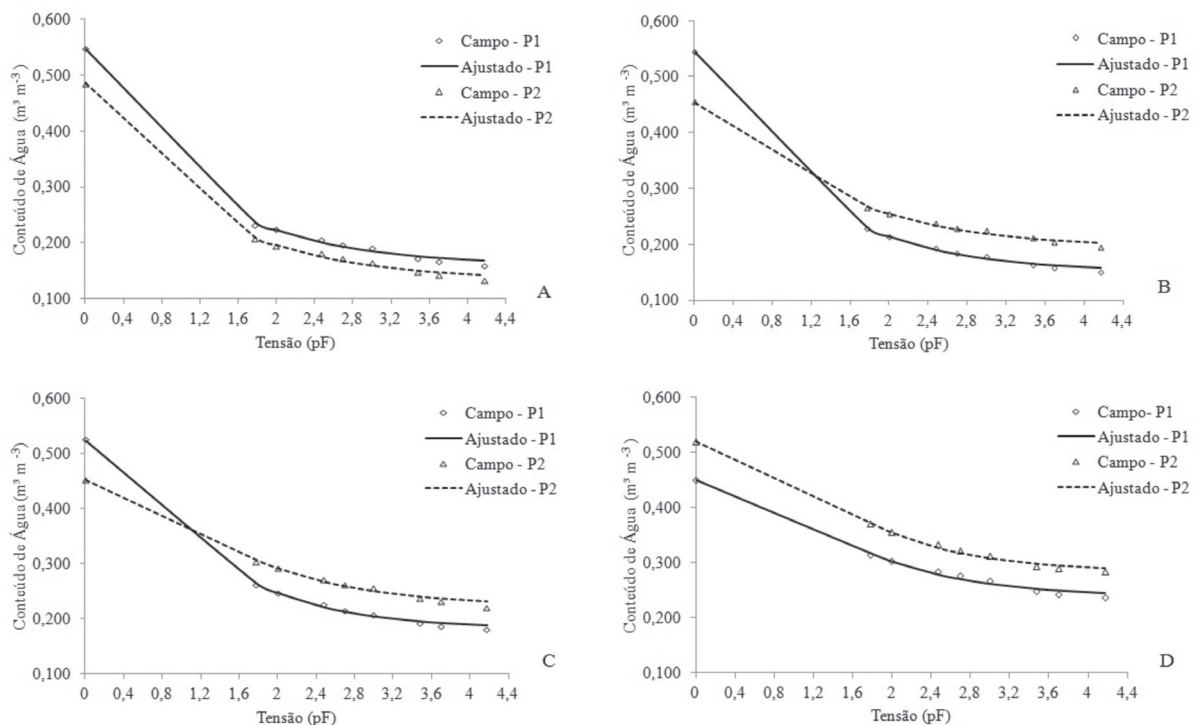 0,600
0,500
0,400
0,300
0,200
0,100
Conteúdo de Água (m³ m⁻³)
Campo - P1
Ajustado - P1
Campo - P2
Ajustado - P2
A
0 0,4 0,8 1,2 1,6 2 2,4 2,8 3,2 3,6 4 4,4
Tensão (pF)
0,600
0,500
0,400
0,300
0,200
0,100
Conteúdo de Água (m³ m⁻³)
Campo - P1
Ajustado - P1
Campo - P2
Ajustado - P2
B
0 0,4 0,8 1,2 1,6 2 2,4 2,8 3,2 3,6 4 4,4
Tensão (pF)
0,600
0,500
0,400
0,300
0,200
0,100
Conteúdo de Água (m³ m⁻³)
Campo - P1
Ajustado - P1
Campo - P2
Ajustado - P2
C
0 0,4 0,8 1,2 1,6 2 2,4 2,8 3,2 3,6 4 4,4
Tensão (pF)
0,600
0,500
0,400
0,300
0,200
0,100
Conteúdo de Água (m³ m⁻³)
Campo- P1
Ajustado - P1
Campo - P2
Ajustado - P2
D
0 0,4 0,8 1,2 1,6 2 2,4 2,8 3,2 3,6 4 4,4
Tensão (pF)